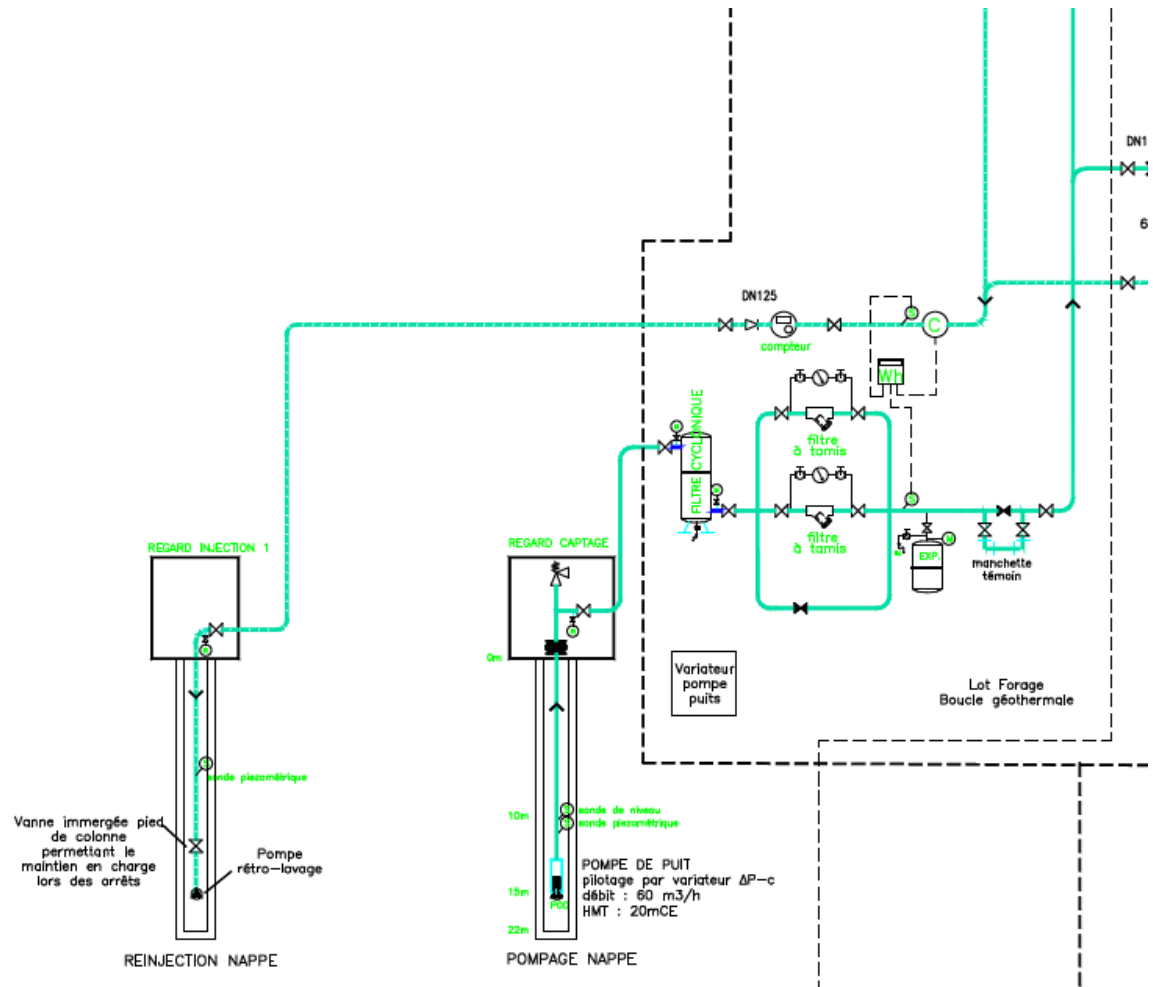 DN1
6
DN125
compteur
S
C
Wh
FILTRE CYCLONIQUE
filtre
à tamis
filtre
à tamis
S
EXP.
M
manchette
témoin
REGARD INJECTION 1
REGARD CAPTAGE
0m
Variateur
pompe
puits
Lot Forage
Boucle géothermale
S
sonde piezométrique
Vanne immergée pied
de colonne
permettant le
maintien en charge
lors des arrêts
Pompe
rétro-lavage
10m
S
sonde de niveau
S
sonde piezométrique
POMPE DE PUIT
pilotage par variateur ΔP-c
débit : 60 m3/h
HMT : 20mCE
15m
22m
REINJECTION NAPPE
POMPAGE NAPPE